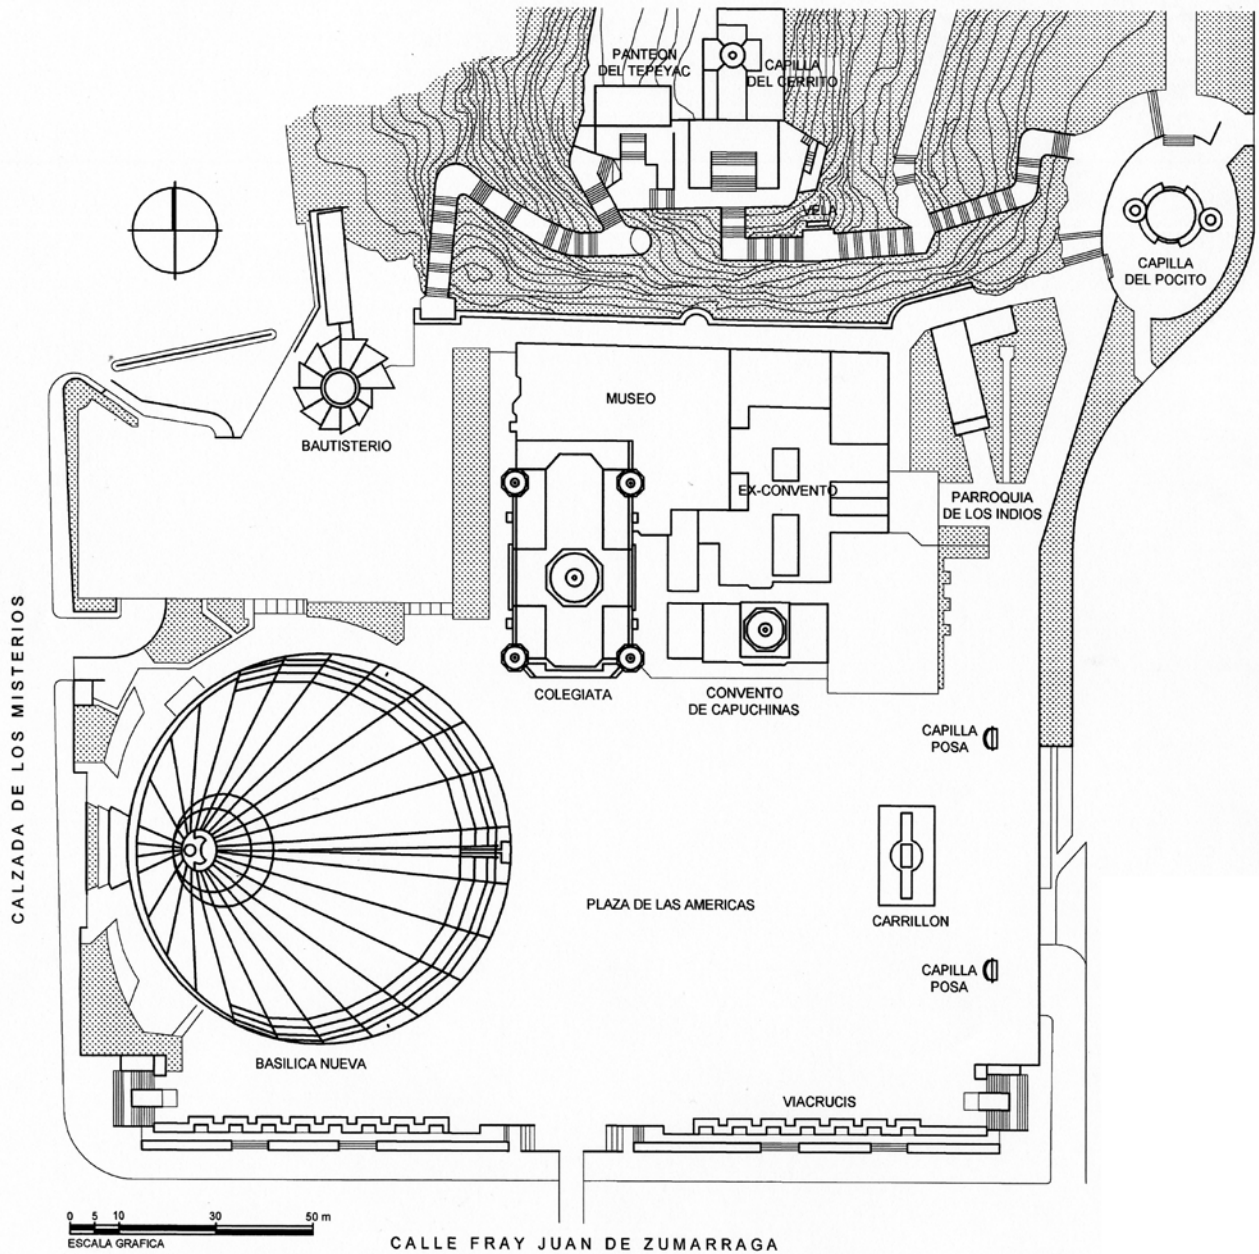 PANTEON
DEL TEPEYAC
CAPILLA
DEL CERRITO
VELA
CAPILLA
DEL POCITO
MUSEO
BAUTISTERIO
EX-CONVENTO
PARROQUIA
DE LOS INDIOS
CALZADA DE LOS MISTERIOS
COLEGIATA
CONVENTO
DE CAPUCHINAS
CAPILLA
POSA
PLAZA DE LAS AMERICAS
CARRILLON
CAPILLA
POSA
BASILICA NUEVA
VIACRUCIS
0 5 10 30 50 m
ESCALA GRAFICA
CALLE FRAY JUAN DE ZUMARRAGA